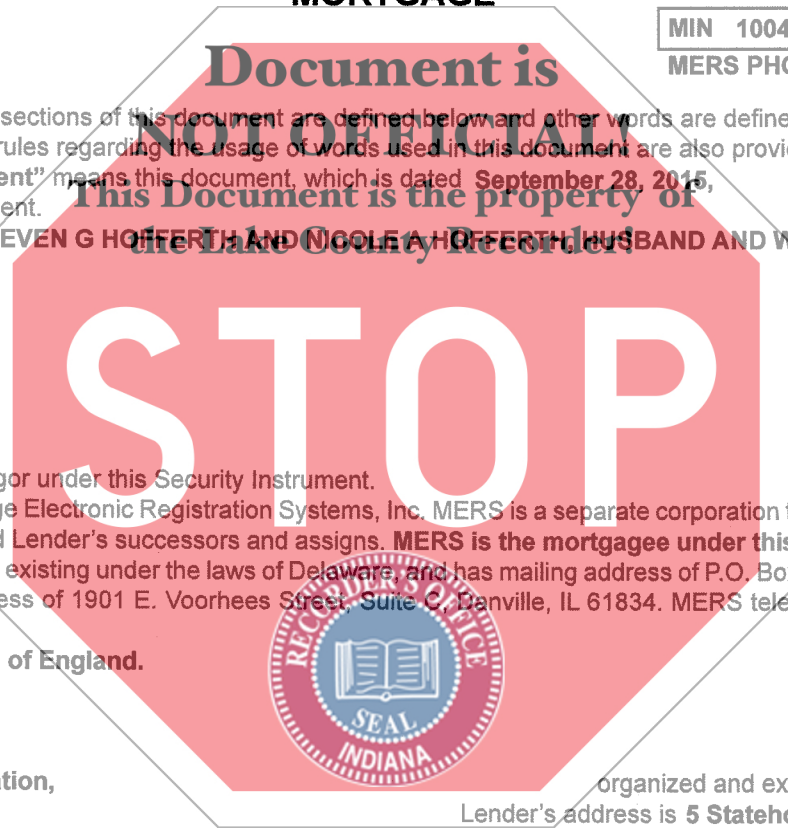 MORTGAGE
MIN 1004
Document is
MERS PHO
sections of this document are defined below and other words are define
NOT OFFICIAL!
rules regarding the usage of words used in this document are also provi
ent" means this document, which is dated September 28, 2015,
This Document is the property of
ent.
EVEN G HOFFERTH AND NICOLE A HOFFERTH, HUSBAND AND W
the Lake County Recorder!
STOP
gor under this Security Instrument.
ge Electronic Registration Systems, Inc. MERS is a separate corporation t
d Lender's successors and assigns. MERS is the mortgagee under this
existing under the laws of Delaware, and has mailing address of P.O. Bo
ess of 1901 E. Voorhees Street, Suite C, Danville, IL 61834. MERS tele
RECORDER'S OFFICE
of England.
SEAL
INDIANA
ation,
organized and ex
Lender's address is 5 Stateho